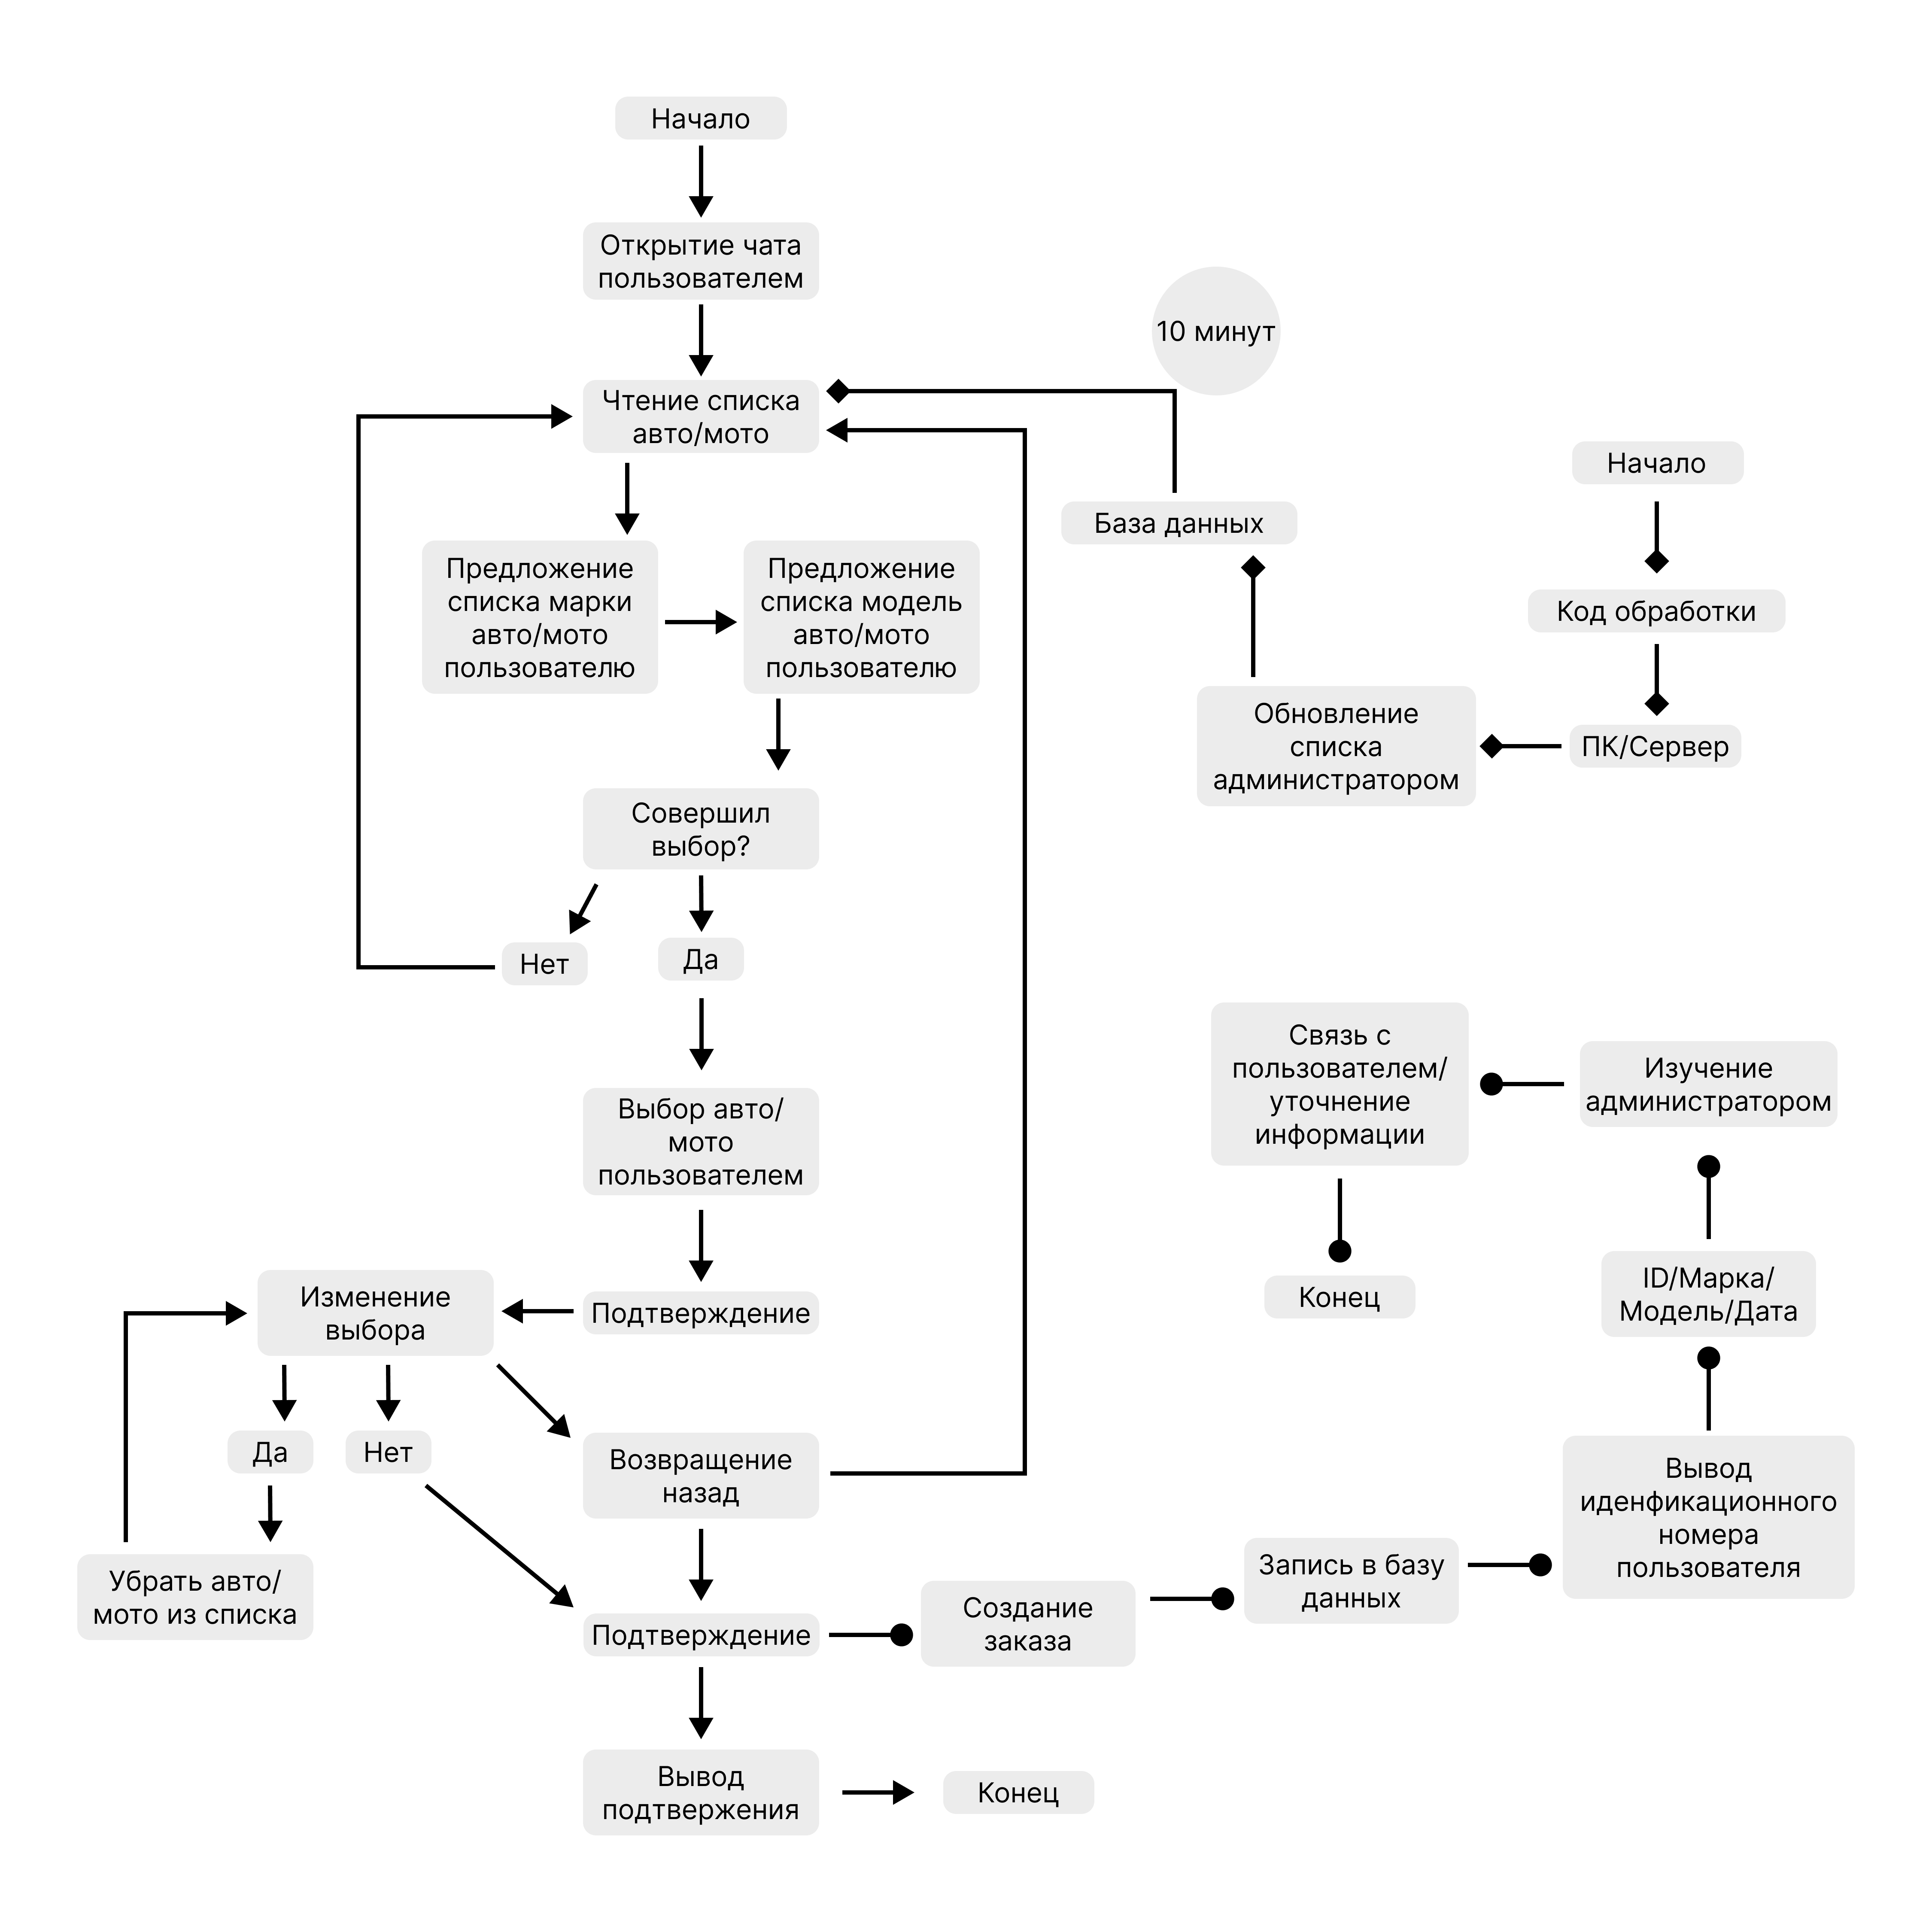 Начало
Открытие чата
пользователем
10 минут
Чтение списка
авто/мото
Начало
База данных
Предложение
списка марки
авто/мото
пользователю
Предложение
списка модель
авто/мото
пользователю
Код обработки
Обновление
списка
администратором
ПК/Сервер
Совершил
выбор?
Нет
Да
Связь с
пользователем/
уточнение
информации
Изучение
администратором
Выбор авто/
мото
пользователем
Изменение
выбора
Подтверждение
Конец
ID/Марка/
Модель/Дата
Да
Нет
Возвращение
назад
Вывод
иденфикационного
номера
пользователя
Убрать авто/
мото из списка
Подтверждение
Создание
заказа
Запись в базу
данных
Вывод
подтвержения
Конец